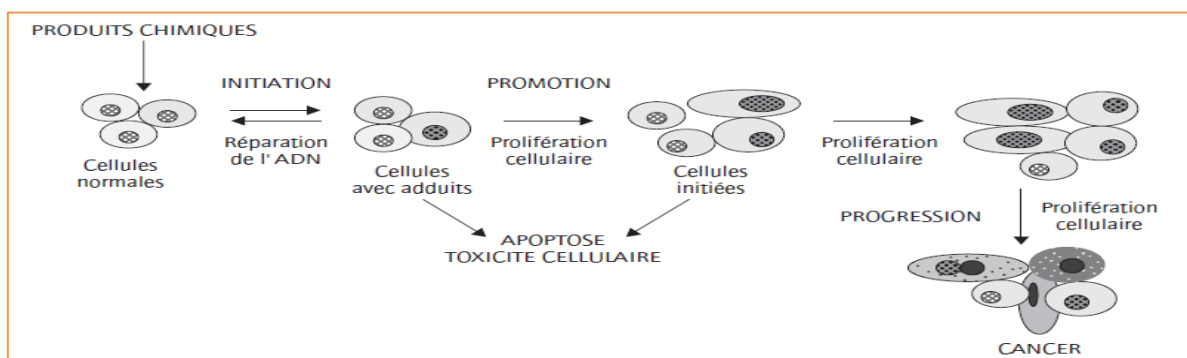 PRODUITS CHIMIQUES
INITIATION
PROMOTION
Réparation
de l' ADN
Prolifération
cellulaire
Prolifération
cellulaire
Cellules
normales
Cellules
avec adduits
Cellules
initiées
APOPTOSE
TOXICITE CELLULAIRE
PROGRESSION
Prolifération
cellulaire
CANCER